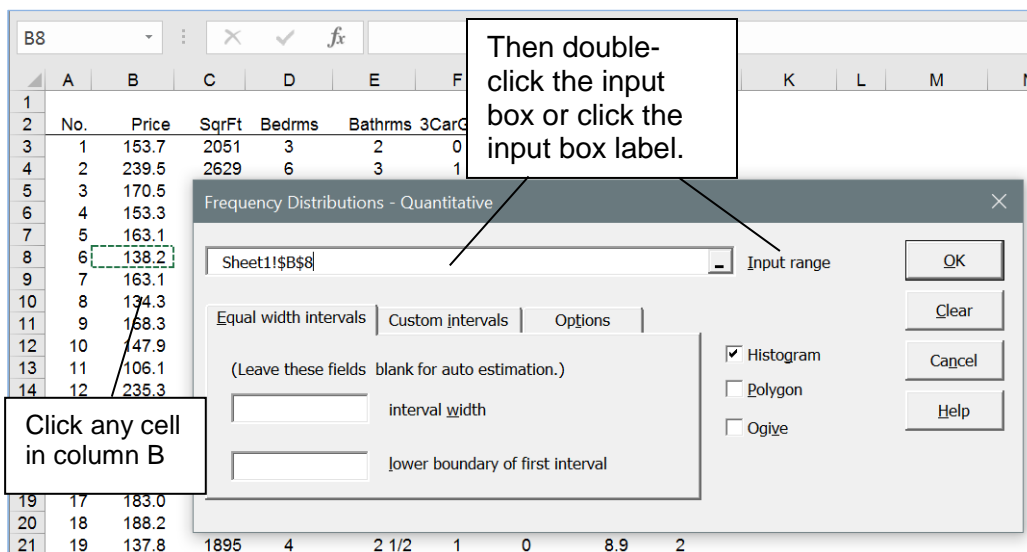 B8 fx
Then double-
click the input
box or click the
input box label.
A B C D E F K L M
1
2 No. Price SqrFt Bedrms Bathrms 3CarG
3 1 153.7 2051 3 2 0
4 2 239.5 2629 6 3 1
5 3 170.5
6 4 153.3
7 5 163.1
8 6 138.2
9 7 163.1
10 8 134.3
11 9 168.3
12 10 147.9
13 11 106.1
14 12 235.3
Frequency Distributions - Quantitative
Sheet1!$B$8
Input range
OK
Clear
Cancel
Help
Equal width intervals Custom intervals Options
(Leave these fields blank for auto estimation.)
interval width
lower boundary of first interval
Histogram
Polygon
Ogive
Click any cell
in column B
19 17 183.0
20 18 188.2
21 19 137.8 1895 4 2 1/2 1 0 8.9 2